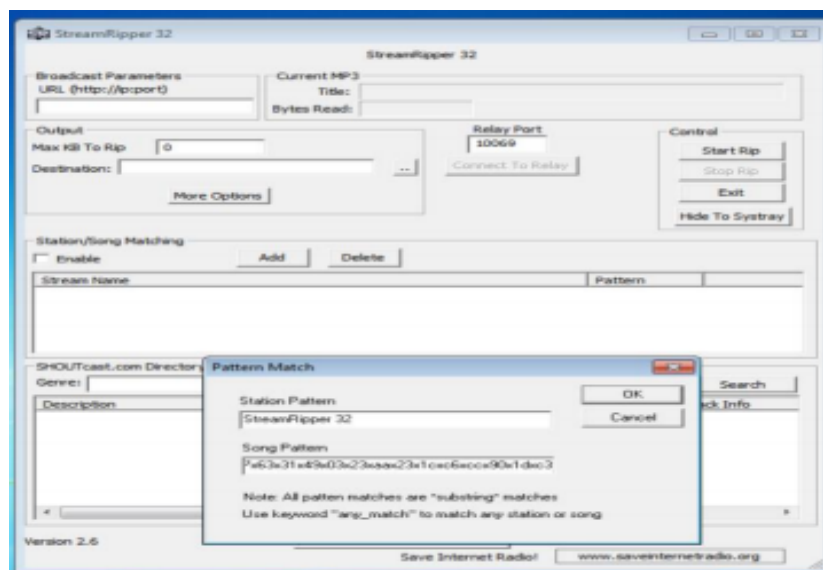 StreamRipper 32
StreamRipper 32
Broadcast Parameters
URL (http://ip:port)
Current MP3
Title:
Bytes Read:
Output
Max KB To Rip 0
Destination: ..
More Options
Relay Port
10069
Connect To Relay
Control
Start Rip
Stop Rip
Exit
Hide To Systray
Station/Song Matching
Enable Add Delete
Stream Name Pattern
SHOUTcast.com Directory
Genre: Search
Description ck Info
Pattern Match
Station Pattern
StreamRipper 32
OK
Cancel
Song Pattern
Note: All patten matches are "substring" matches
Use keyword "any_match" to match any station or song
Version 2.6
Save Internet Radio! www.saveinternetradio.org